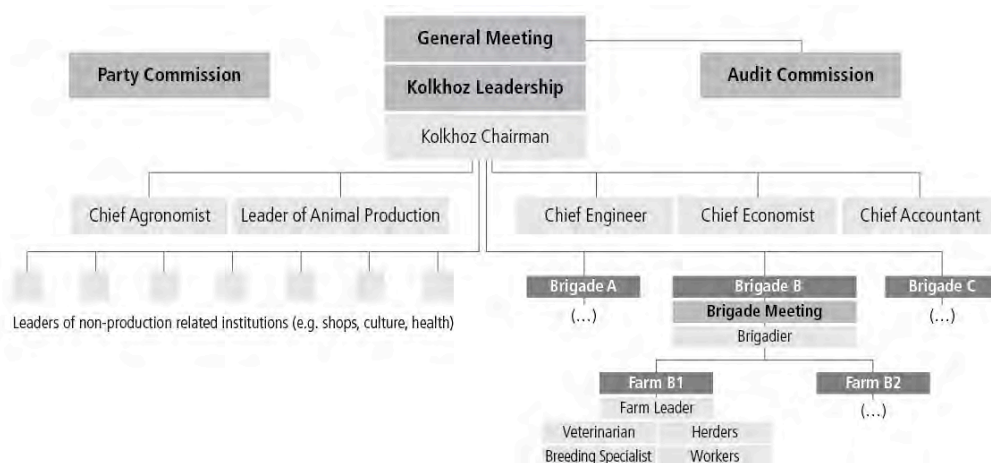 General Meeting
Party Commission
Audit Commission
Kolkhoz Leadership
Kolkhoz Chairman
Chief Agronomist
Leader of Animal Production
Chief Engineer
Chief Economist
Chief Accountant
Brigade A
Brigade B
Brigade C
(...)
Brigade Meeting
(...)
Leaders of non-production related institutions (e.g. shops, culture, health)
Brigadier
Farm B1
Farm B2
Farm Leader
(...)
Veterinarian
Herders
Breeding Specialist
Workers